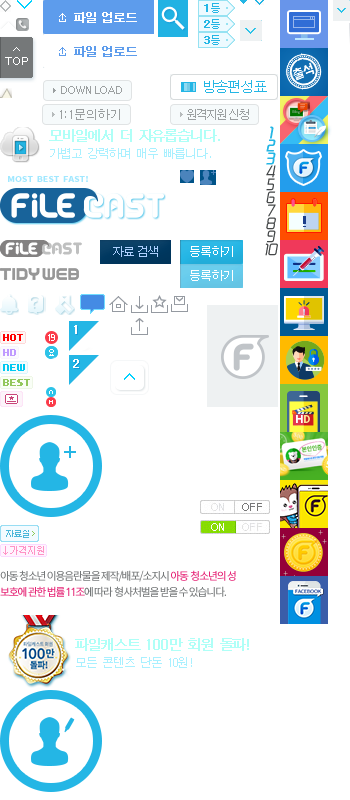 파일 업로드
1등
2등
3등
TOP
파일 업로드
DOWN LOAD
방송편성표
1:1문의하기
원격지원신청
출석
모바일에서 더 자유롭습니다.
가볍고 강력하며 매우 빠릅니다.
1
2
3
4
5
6
7
8
9
10
MOST BEST FAST!
FiLECAST
FiLECAST
자료 검색
등록하기
TIDYWEB
등록하기
HOT
19
1
HD
NEW
2
BEST
HD
본인인증
ON OFF
ON OFF
자료실
↓가격지원
아동 청소년 이용음란물을 제작/배포/소지시 아동 청소년의 성
보호에 관한 법률 11조에 따라 형사처벌을 받을 수 있습니다.
FACEBOOK
파일캐스트 회원
100만
돌파!
파일캐스트 100만 회원 돌파!
모든 콘텐츠 단돈 10원!